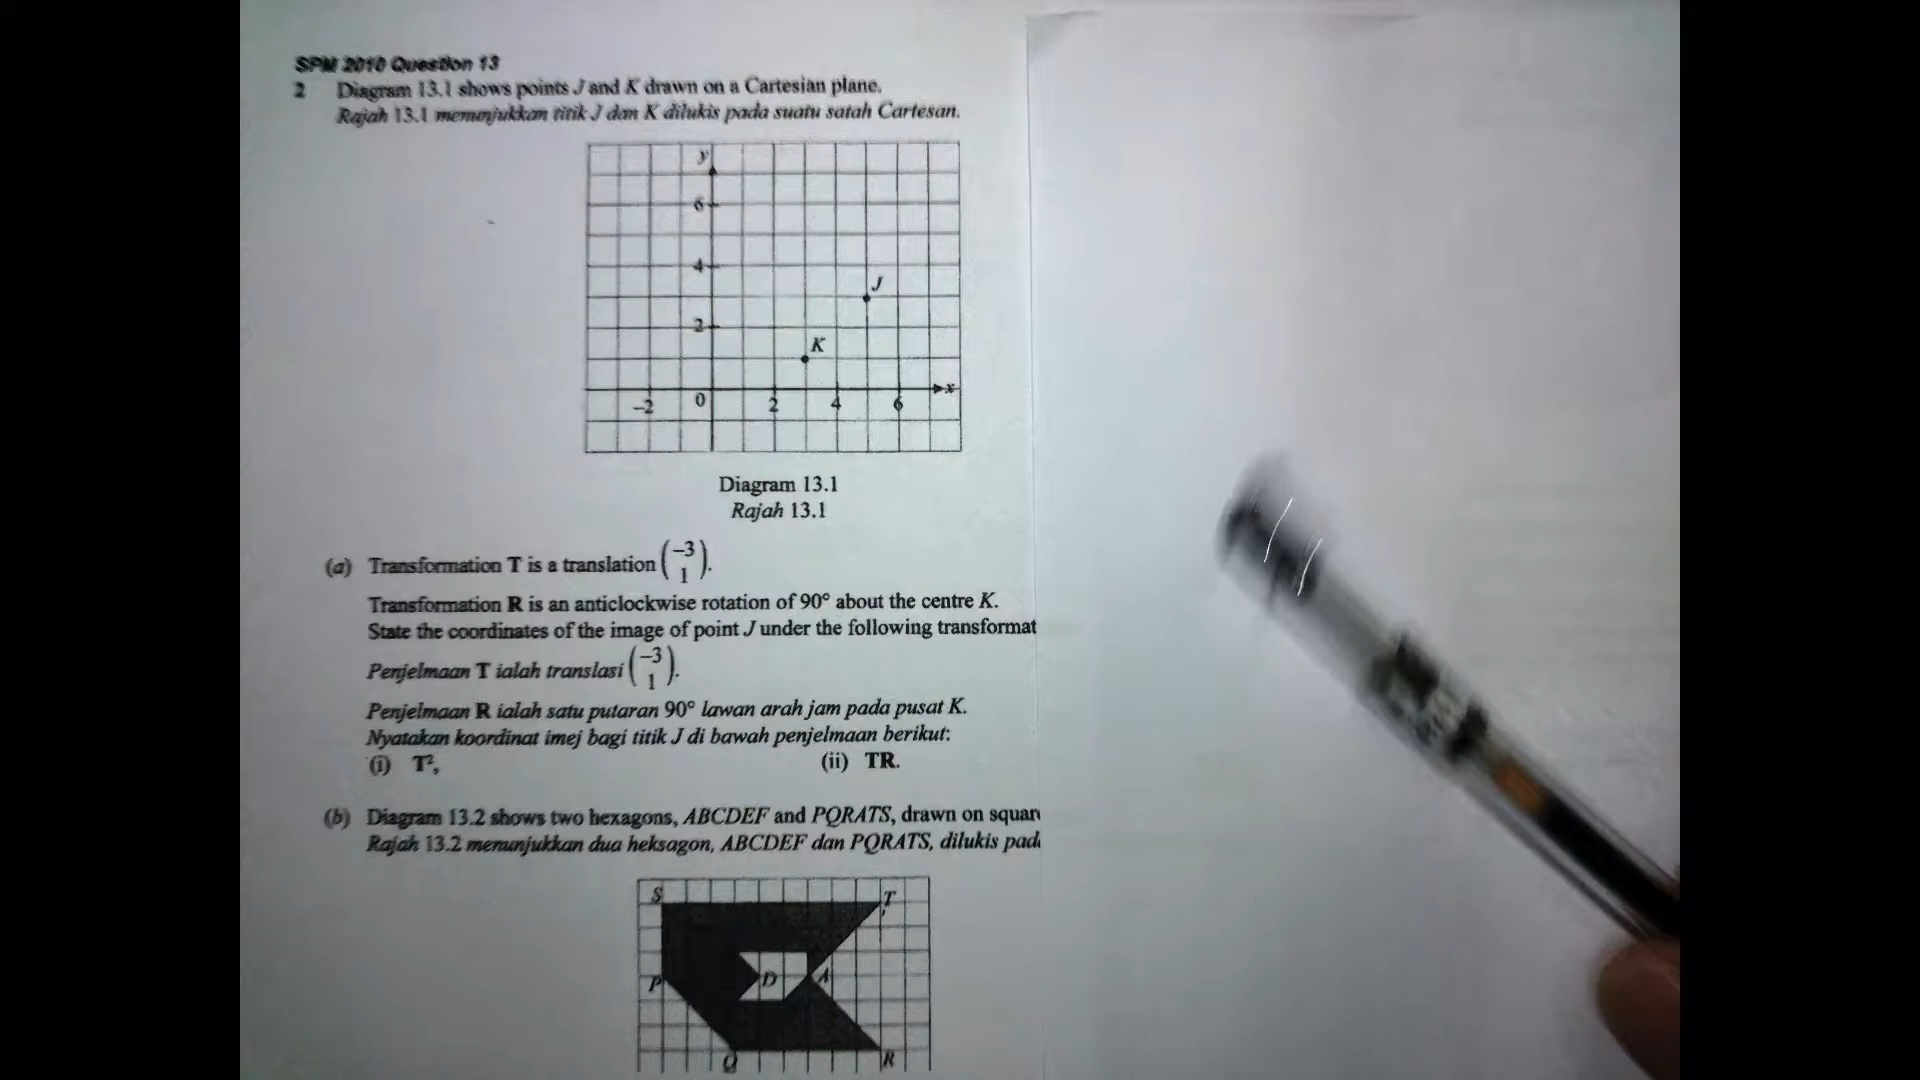 SPM 2010 Question 13
2 Diagram 13.1 shows points J and K drawn on a Cartesian plane.
Rajah 13.1 menunjukkan titik J dan K dilukis pada suatu satah Cartesan.
y
6
4
J
2
K
-2 0 2 4 6 x
Diagram 13.1
Rajah 13.1
(a) Transformation T is a translation (-3
1).
Transformation R is an anticlockwise rotation of 90° about the centre K.
State the coordinates of the image of point J under the following transformat
Penjelmaan T ialah translasi (-3
1).
Penjelmaan R ialah satu putaran 90° lawan arah jam pada pusat K.
Nyatakan koordinat imej bagi titik J di bawah penjelmaan berikut:
(i) T², (ii) TR.
(b) Diagram 13.2 shows two hexagons, ABCDEF and PQRATS, drawn on squar
Rajah 13.2 menunjukkan dua heksagon, ABCDEF dan PQRATS, dilukis pad
S T
P D A
Q R